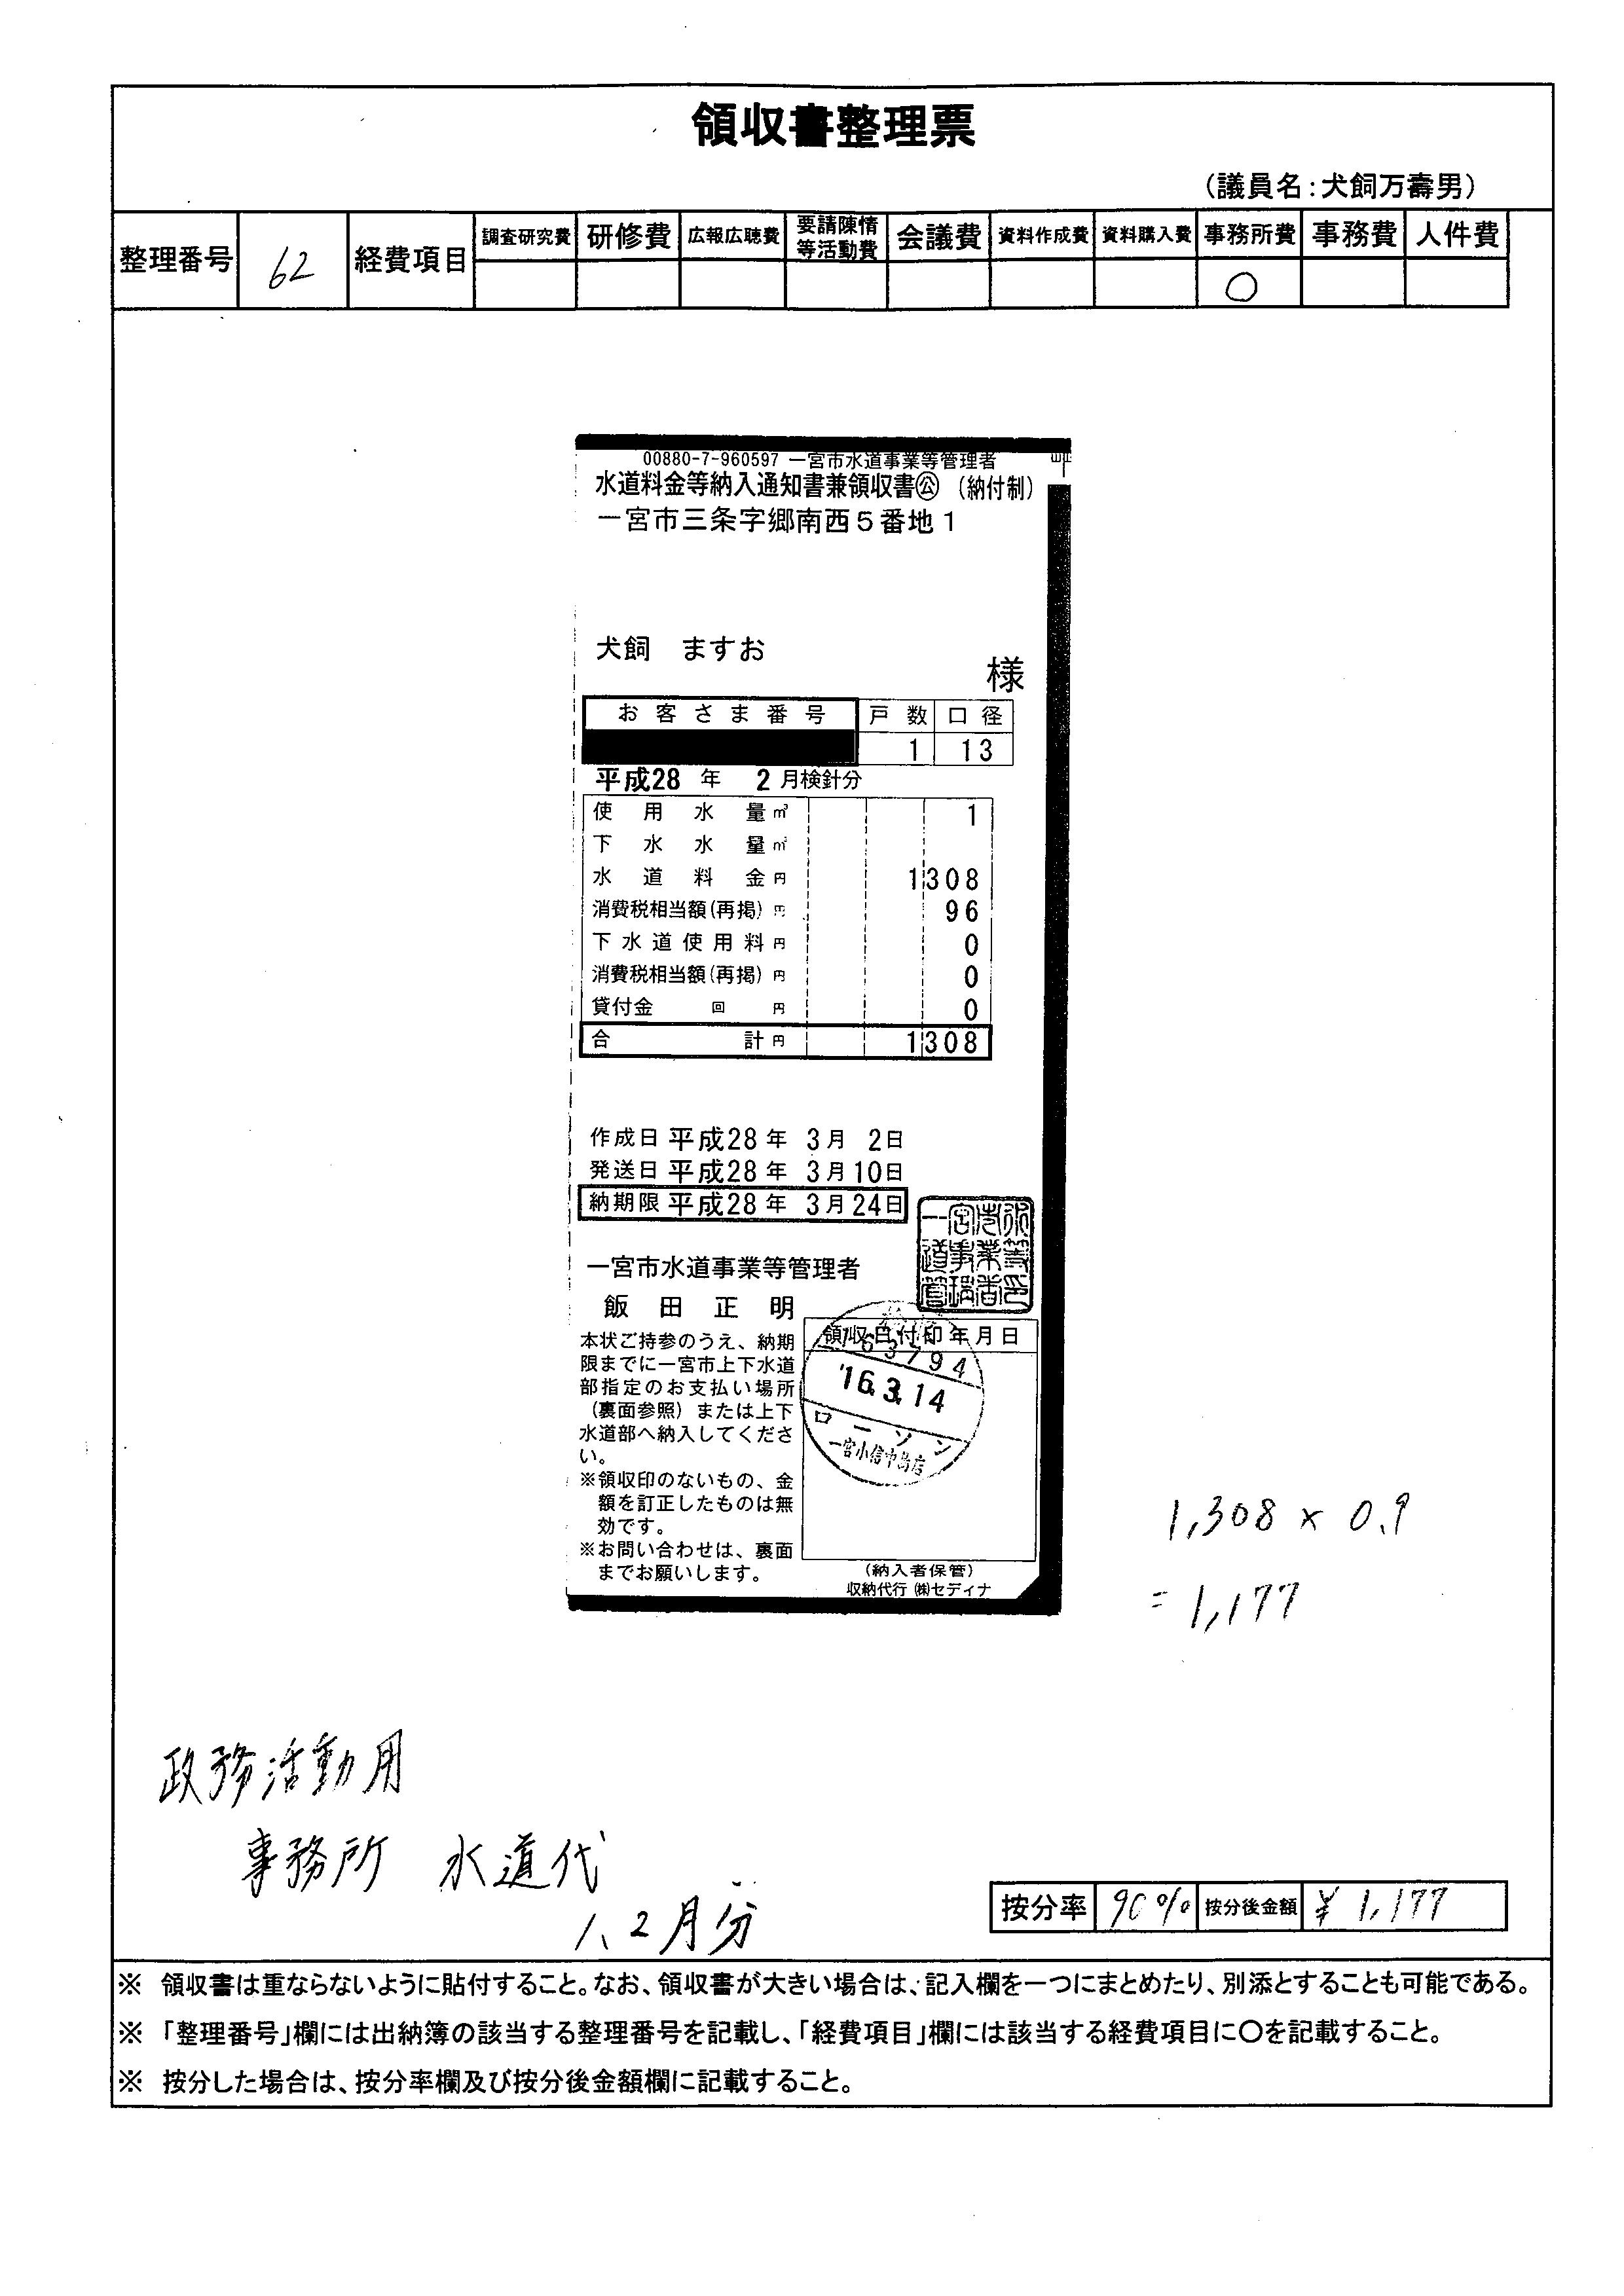 領収書整理票
（議員名：犬飼万壽男）
整理番号 62 経費項目 調査研究費 研修費 広報広聴費 要請陳情等活動費 会議費 資料作成費 資料購入費 事務所費 事務費 人件費
○
00880-7-960597 一宮市水道事業等管理者
水道料金等納入通知書兼領収書㊋（納付制）
一宮市三条字郷南西５番地１
犬飼　ますお
様
お客さま番号 戸数 口径
1 13
平成28 年 2 月検針分
使用水量㎥ 1
下水水量㎥
水道料金円 1308
消費税相当額(再掲) 円 96
下水道使用料円 0
消費税相当額(再掲) 円 0
貸付金 回 円 0
合計円 1308
作成日 平成28 年 3 月 2日
発送日 平成28 年 3 月 10日
納期限 平成28 年 3 月 24日
一宮市水道事業等管理者
飯田正明
領収日付印年月日
63794
'16.3.14
ローソン
一宮小信中島店
本状ご持参のうえ、納期
限までに一宮市上下水道
部指定のお支払い場所
（裏面参照）または上下
水道部へ納入してくださ
い。
※領収印のないもの、金
額を訂正したものは無
効です。
※お問い合わせは、裏面
までお願いします。
（納入者保管）
収納代行 ㈱セディナ
1,308 × 0.9
= 1,177
政務活動用
事務所 水道代
1、2月分
按分率 90% 按分後金額 ¥ 1,177
※ 領収書は重ならないように貼付すること。なお、領収書が大きい場合は、記入欄を一つにまとめたり、別添とすることも可能である。
※ 「整理番号」欄には出納簿の該当する整理番号を記載し、「経費項目」欄には該当する経費項目に○を記載すること。
※ 按分した場合は、按分率欄及び按分後金額欄に記載すること。